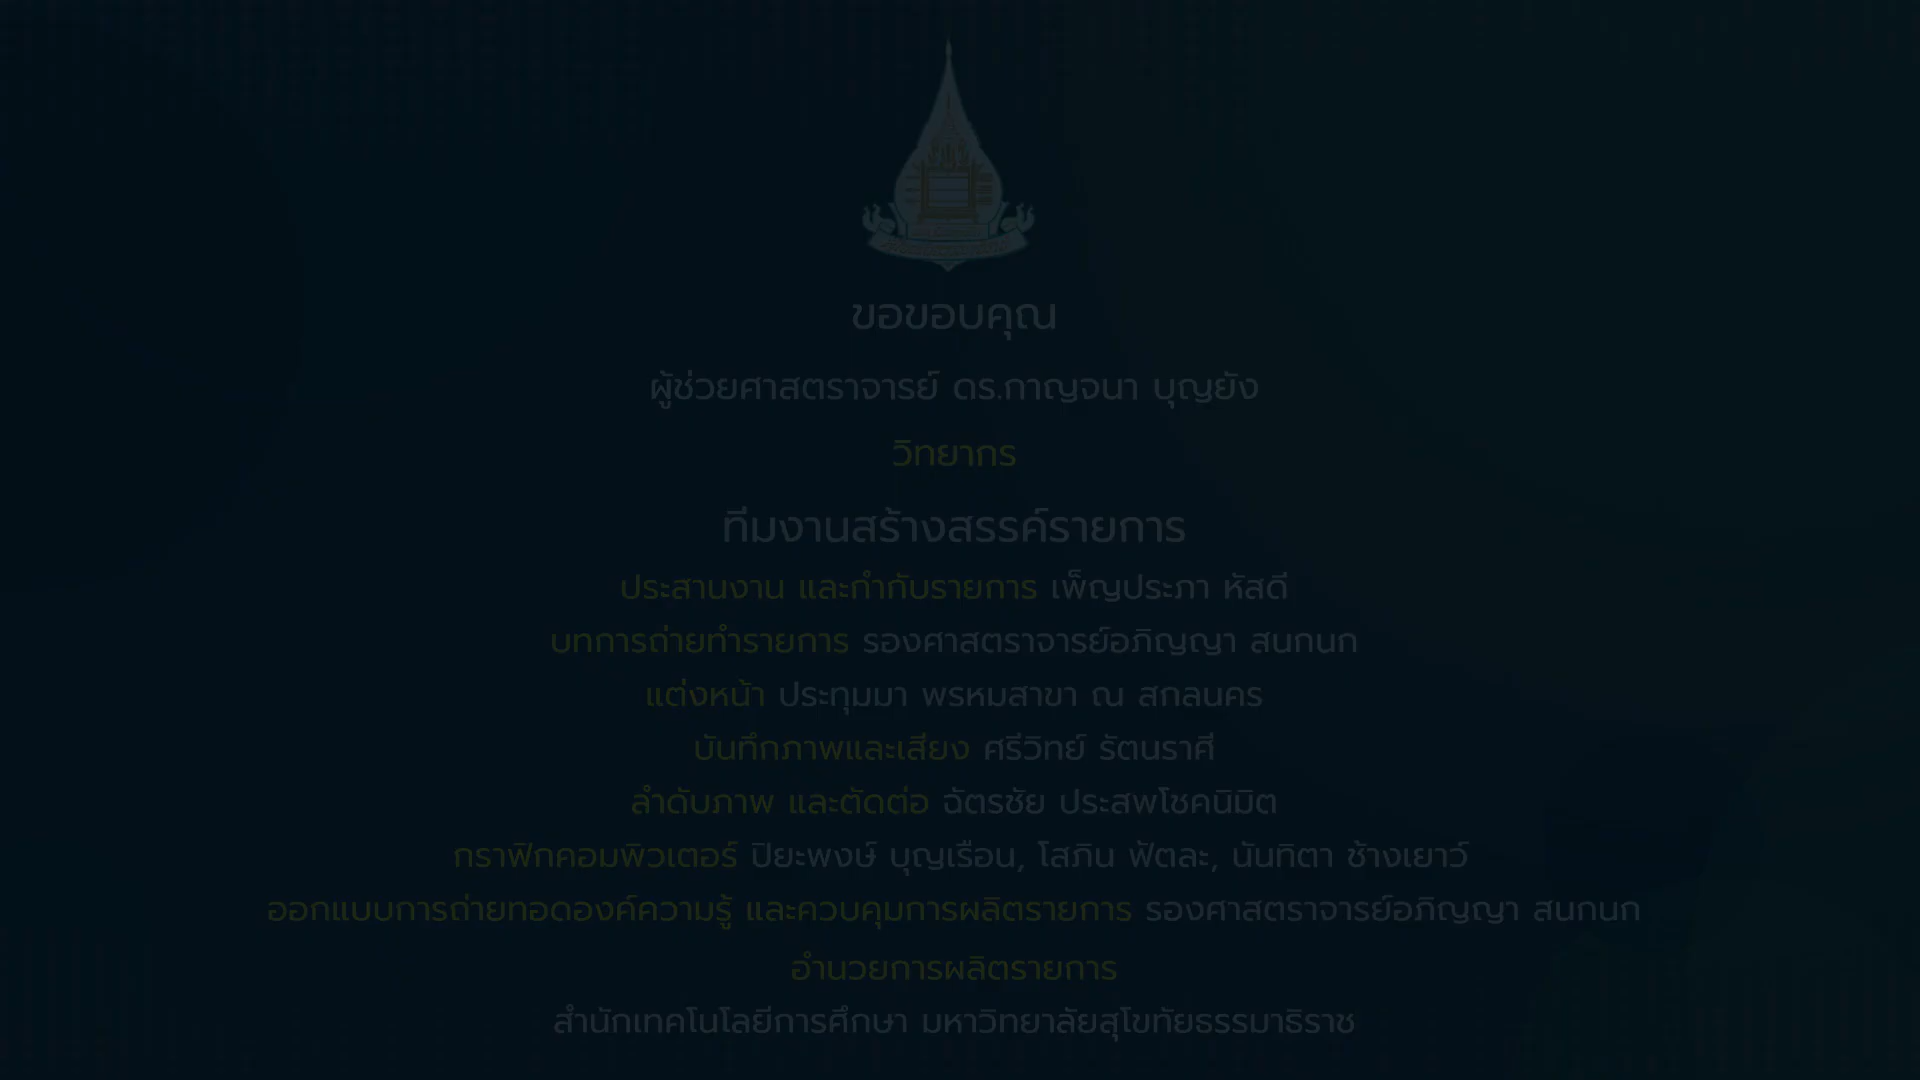 ขอขอบคุณ
ผู้ช่วยศาสตราจารย์ ดร.กาญจนา บุญยัง
วิทยากร
ทีมงานสร้างสรรค์รายการ
ประสานงาน และกำกับรายการ เพ็ญประภา หัสดี
บทการถ่ายทำรายการ รองศาสตราจารย์อภิญญา สนกนก
แต่งหน้า ประทุมมา พรหมสาขา ณ สกลนคร
บันทึกภาพและเสียง ศรีวิทย์ รัตนราศี
ลำดับภาพ และตัดต่อ ฉัตรชัย ประสพโชคนิมิต
กราฟิกคอมพิวเตอร์ ปิยะพงษ์ บุญเรือน, โสภิน ฟัตละ, นันทิตา ช้างเยาว์
ออกแบบการถ่ายทอดองค์ความรู้ และควบคุมการผลิตรายการ รองศาสตราจารย์อภิญญา สนกนก
อำนวยการผลิตรายการ
สำนักเทคโนโลยีการศึกษา มหาวิทยาลัยสุโขทัยธรรมาธิราช